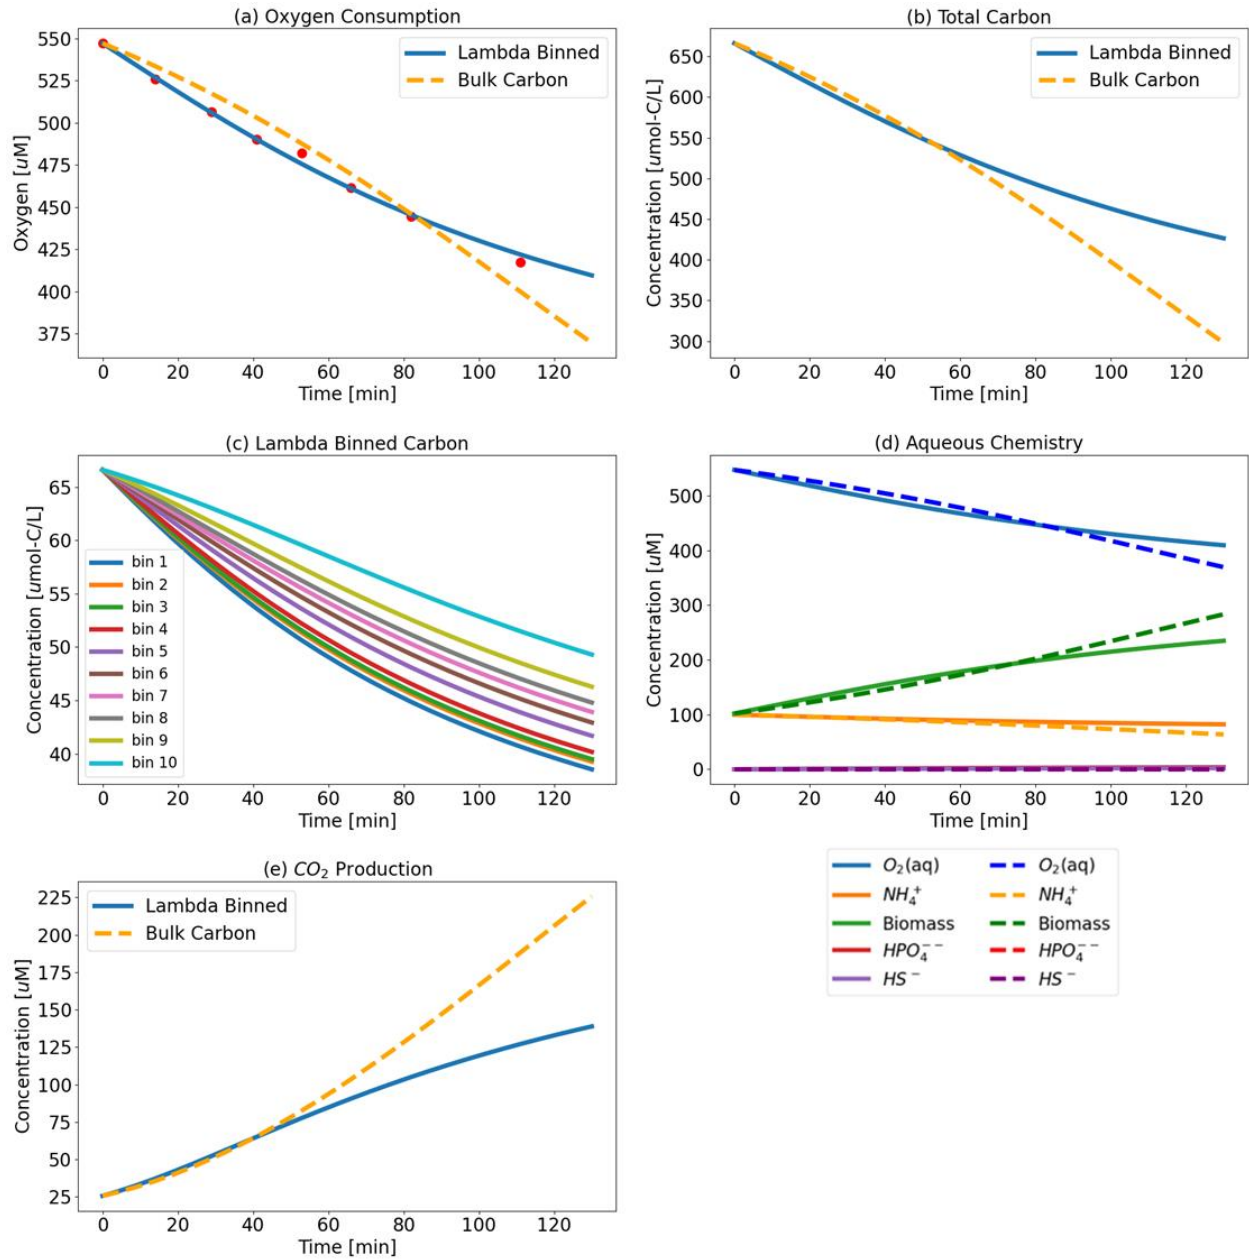 (a) Oxygen Consumption
550
525
500
475
450
425
400
375
Oxygen [uM]
0 20 40 60 80 100 120
Time [min]
Lambda Binned
Bulk Carbon
(b) Total Carbon
650
600
550
500
450
400
350
300
Concentration [umol-C/L]
0 20 40 60 80 100 120
Time [min]
Lambda Binned
Bulk Carbon
(c) Lambda Binned Carbon
65
60
55
50
45
40
Concentration [umol-C/L]
bin 1
bin 2
bin 3
bin 4
bin 5
bin 6
bin 7
bin 8
bin 9
bin 10
0 20 40 60 80 100 120
Time [min]
(d) Aqueous Chemistry
500
400
300
200
100
0
Concentration [uM]
0 20 40 60 80 100 120
Time [min]
O₂(aq) O₂(aq)
NH₄⁺ NH₄⁺
Biomass Biomass
HPO₄⁻⁻ HPO₄⁻⁻
HS⁻ HS⁻
(e) CO₂ Production
225
200
175
150
125
100
75
50
25
Concentration [uM]
Lambda Binned
Bulk Carbon
0 20 40 60 80 100 120
Time [min]